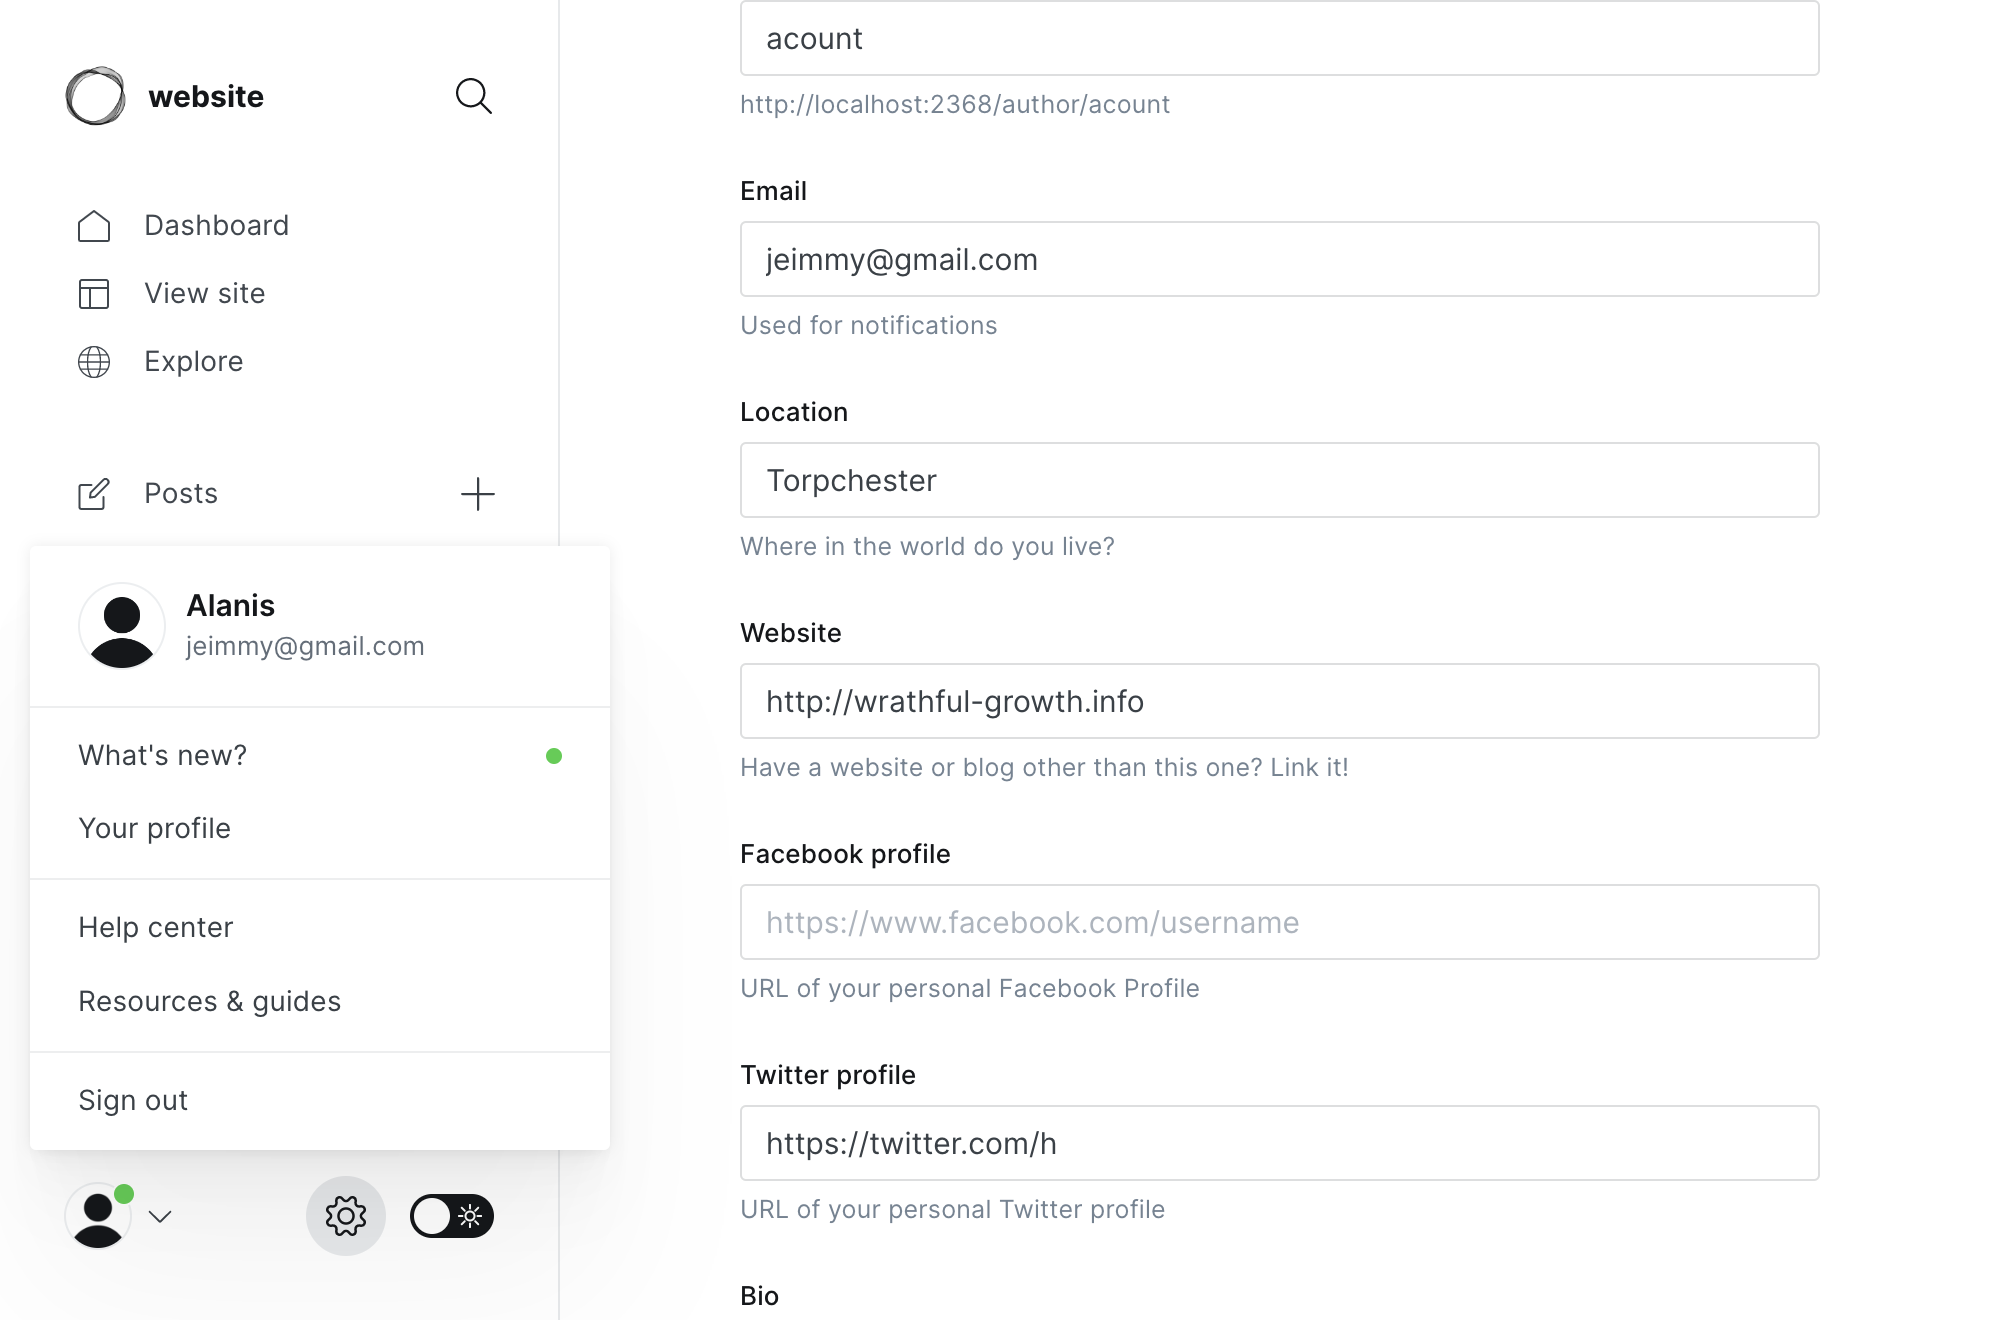 website
Dashboard
View site
Explore
Posts
Alanis
jeimmy@gmail.com
What's new?
Your profile
Help center
Resources & guides
Sign out
acount
http://localhost:2368/author/acount
Email
jeimmy@gmail.com
Used for notifications
Location
Torpchester
Where in the world do you live?
Website
http://wrathful-growth.info
Have a website or blog other than this one? Link it!
Facebook profile
https://www.facebook.com/username
URL of your personal Facebook Profile
Twitter profile
https://twitter.com/h
URL of your personal Twitter profile
Bio